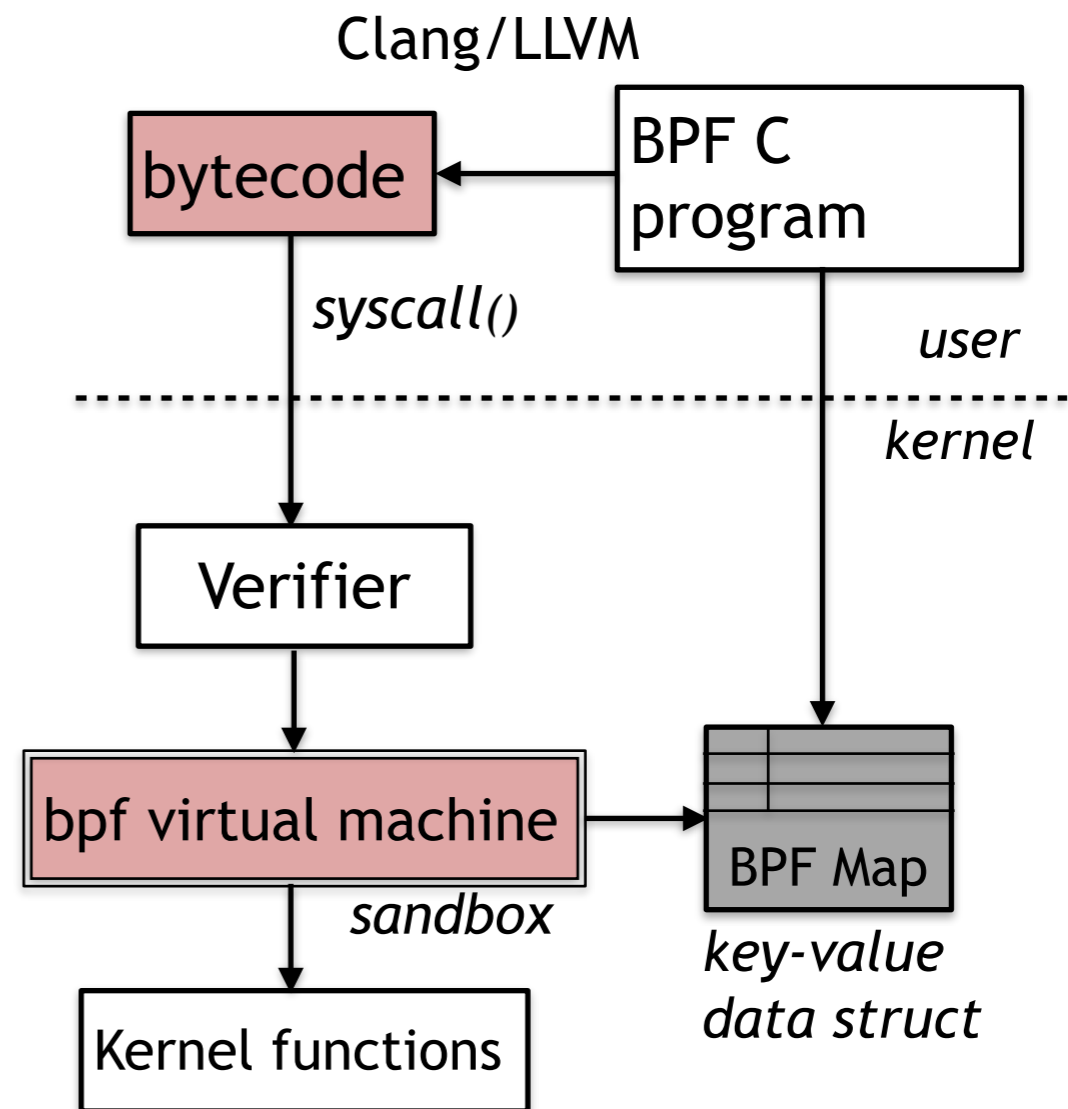 Clang/LLVM
bytecode
BPF C
program
syscall()
user
kernel
Verifier
bpf virtual machine
BPF Map
sandbox
key-value
data struct
Kernel functions